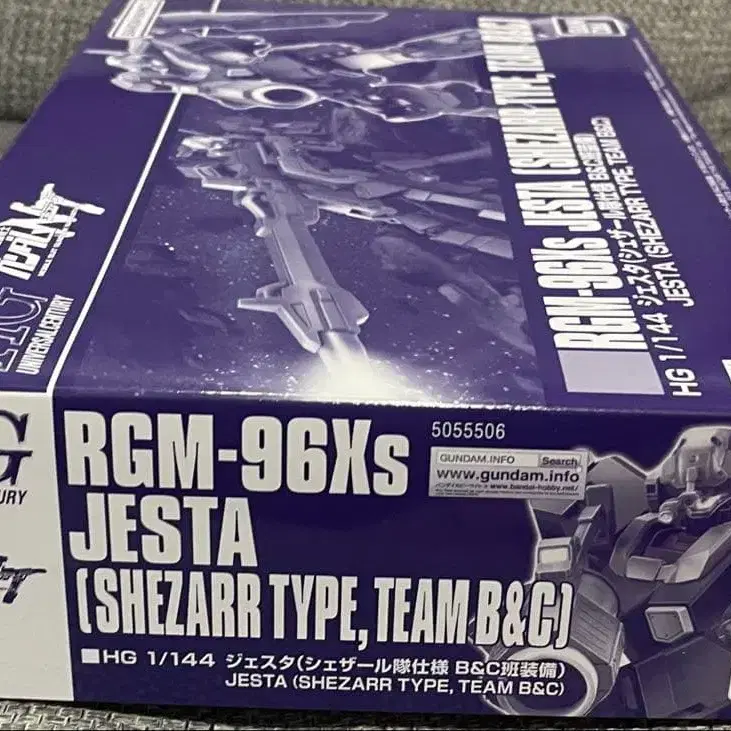 RGM-96Xs JESTA (SHEZARR TYPE, TEAM B&C)
HG 1/144 ジェスタ(シェザール隊仕様 B&C班装備)
JESTA (SHEZARR TYPE, TEAM B&C)
UNIVERSAL CENTURY
RGM-96Xs
JESTA
(SHEZARR TYPE, TEAM B&C)
■HG 1/144 ジェスタ(シェザール隊仕様 B&C班装備)
JESTA (SHEZARR TYPE, TEAM B&C)
5055506
GUNDAM.INFO Search
www.gundam.info
G
URY